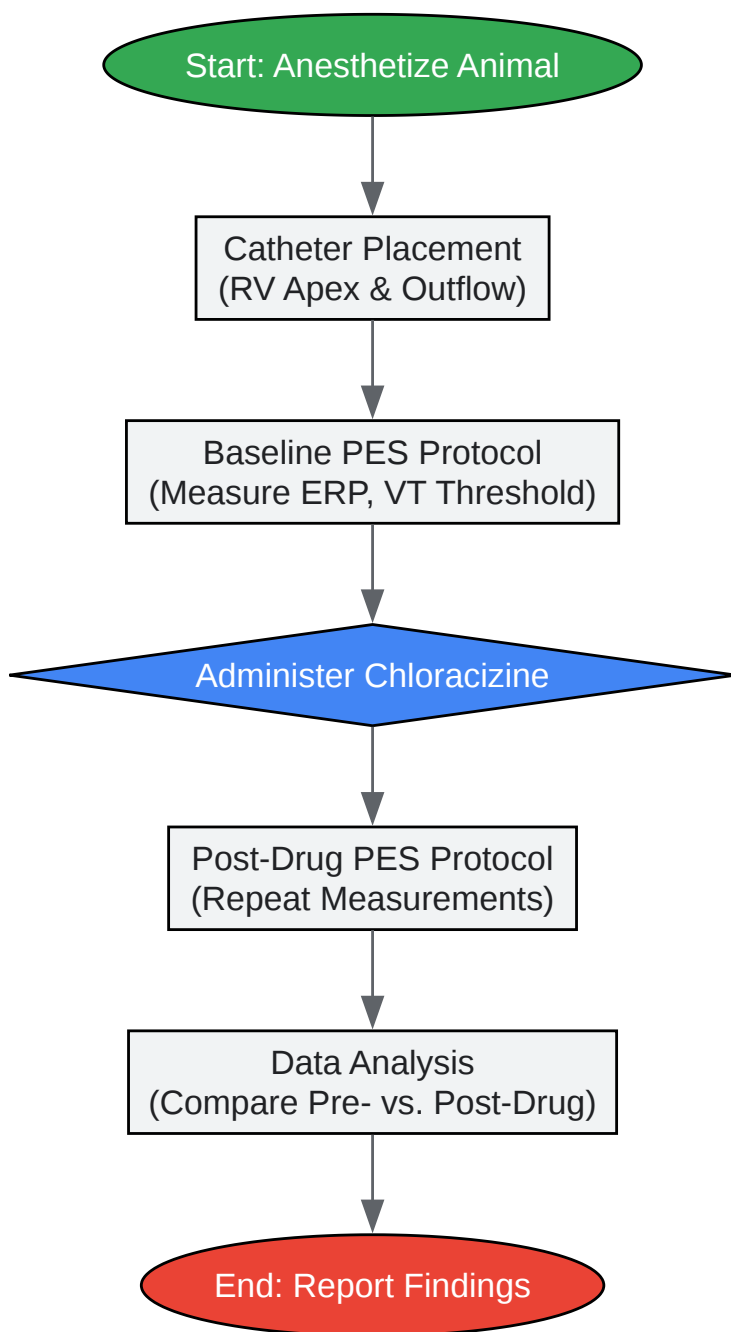 Start: Anesthetize Animal
Catheter Placement
(RV Apex & Outflow)
Baseline PES Protocol
(Measure ERP, VT Threshold)
Administer Chloracizine
Post-Drug PES Protocol
(Repeat Measurements)
Data Analysis
(Compare Pre- vs. Post-Drug)
End: Report Findings